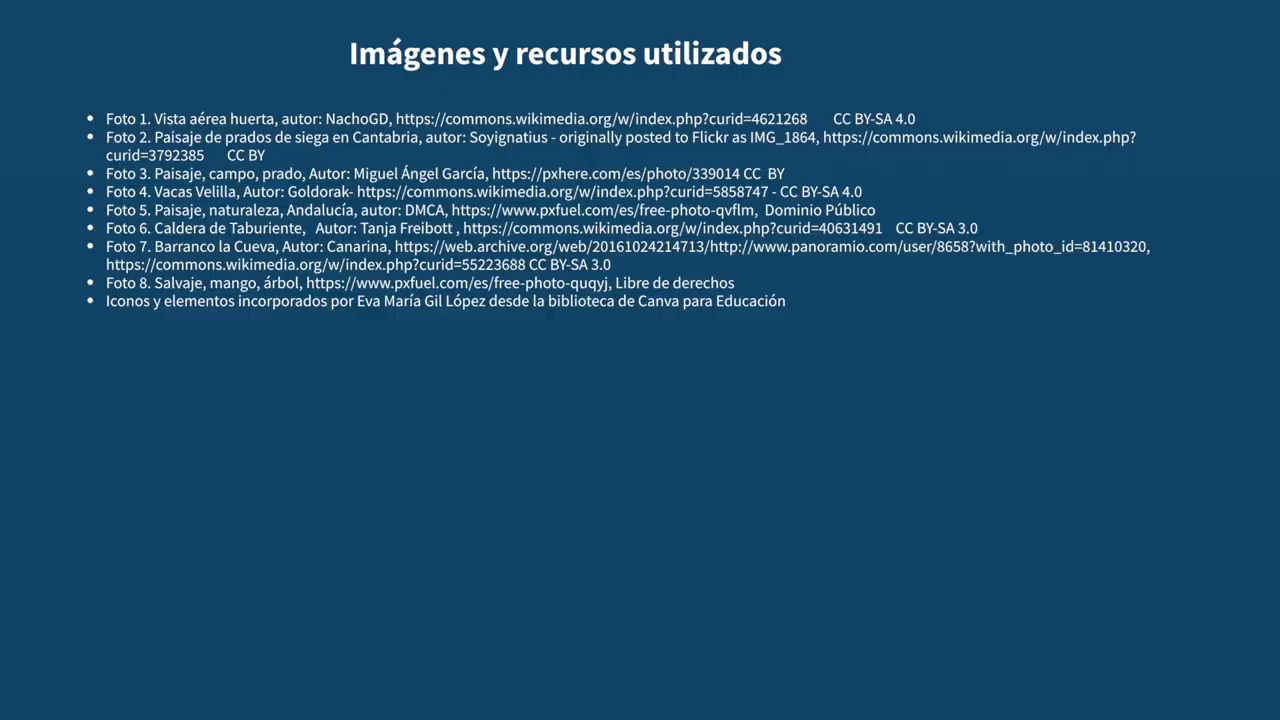 Imágenes y recursos utilizados
• Foto 1. Vista aérea huerta, autor: NachoGD, https://commons.wikimedia.org/w/index.php?curid=4621268 CC BY-SA 4.0
• Foto 2. Paisaje de prados de siega en Cantabria, autor: Soyignatius - originally posted to Flickr as IMG_1864, https://commons.wikimedia.org/w/index.php?
curid=3792385 CC BY
• Foto 3. Paisaje, campo, prado, Autor: Miguel Ángel García, https://pxhere.com/es/photo/339014 CC BY
• Foto 4. Vacas Velilla, Autor: Goldorak- https://commons.wikimedia.org/w/index.php?curid=5858747 - CC BY-SA 4.0
• Foto 5. Paisaje, naturaleza, Andalucía, autor: DMCA, https://www.pxfuel.com/es/free-photo-qvflm, Dominio Público
• Foto 6. Caldera de Taburiente, Autor: Tanja Freibott , https://commons.wikimedia.org/w/index.php?curid=40631491 CC BY-SA 3.0
• Foto 7. Barranco la Cueva, Autor: Canarina, https://web.archive.org/web/20161024214713/http://www.panoramio.com/user/8658?with_photo_id=81410320,
https://commons.wikimedia.org/w/index.php?curid=55223688 CC BY-SA 3.0
• Foto 8. Salvaje, mango, árbol, https://www.pxfuel.com/es/free-photo-quqyj, Libre de derechos
• Iconos y elementos incorporados por Eva María Gil López desde la biblioteca de Canva para Educación